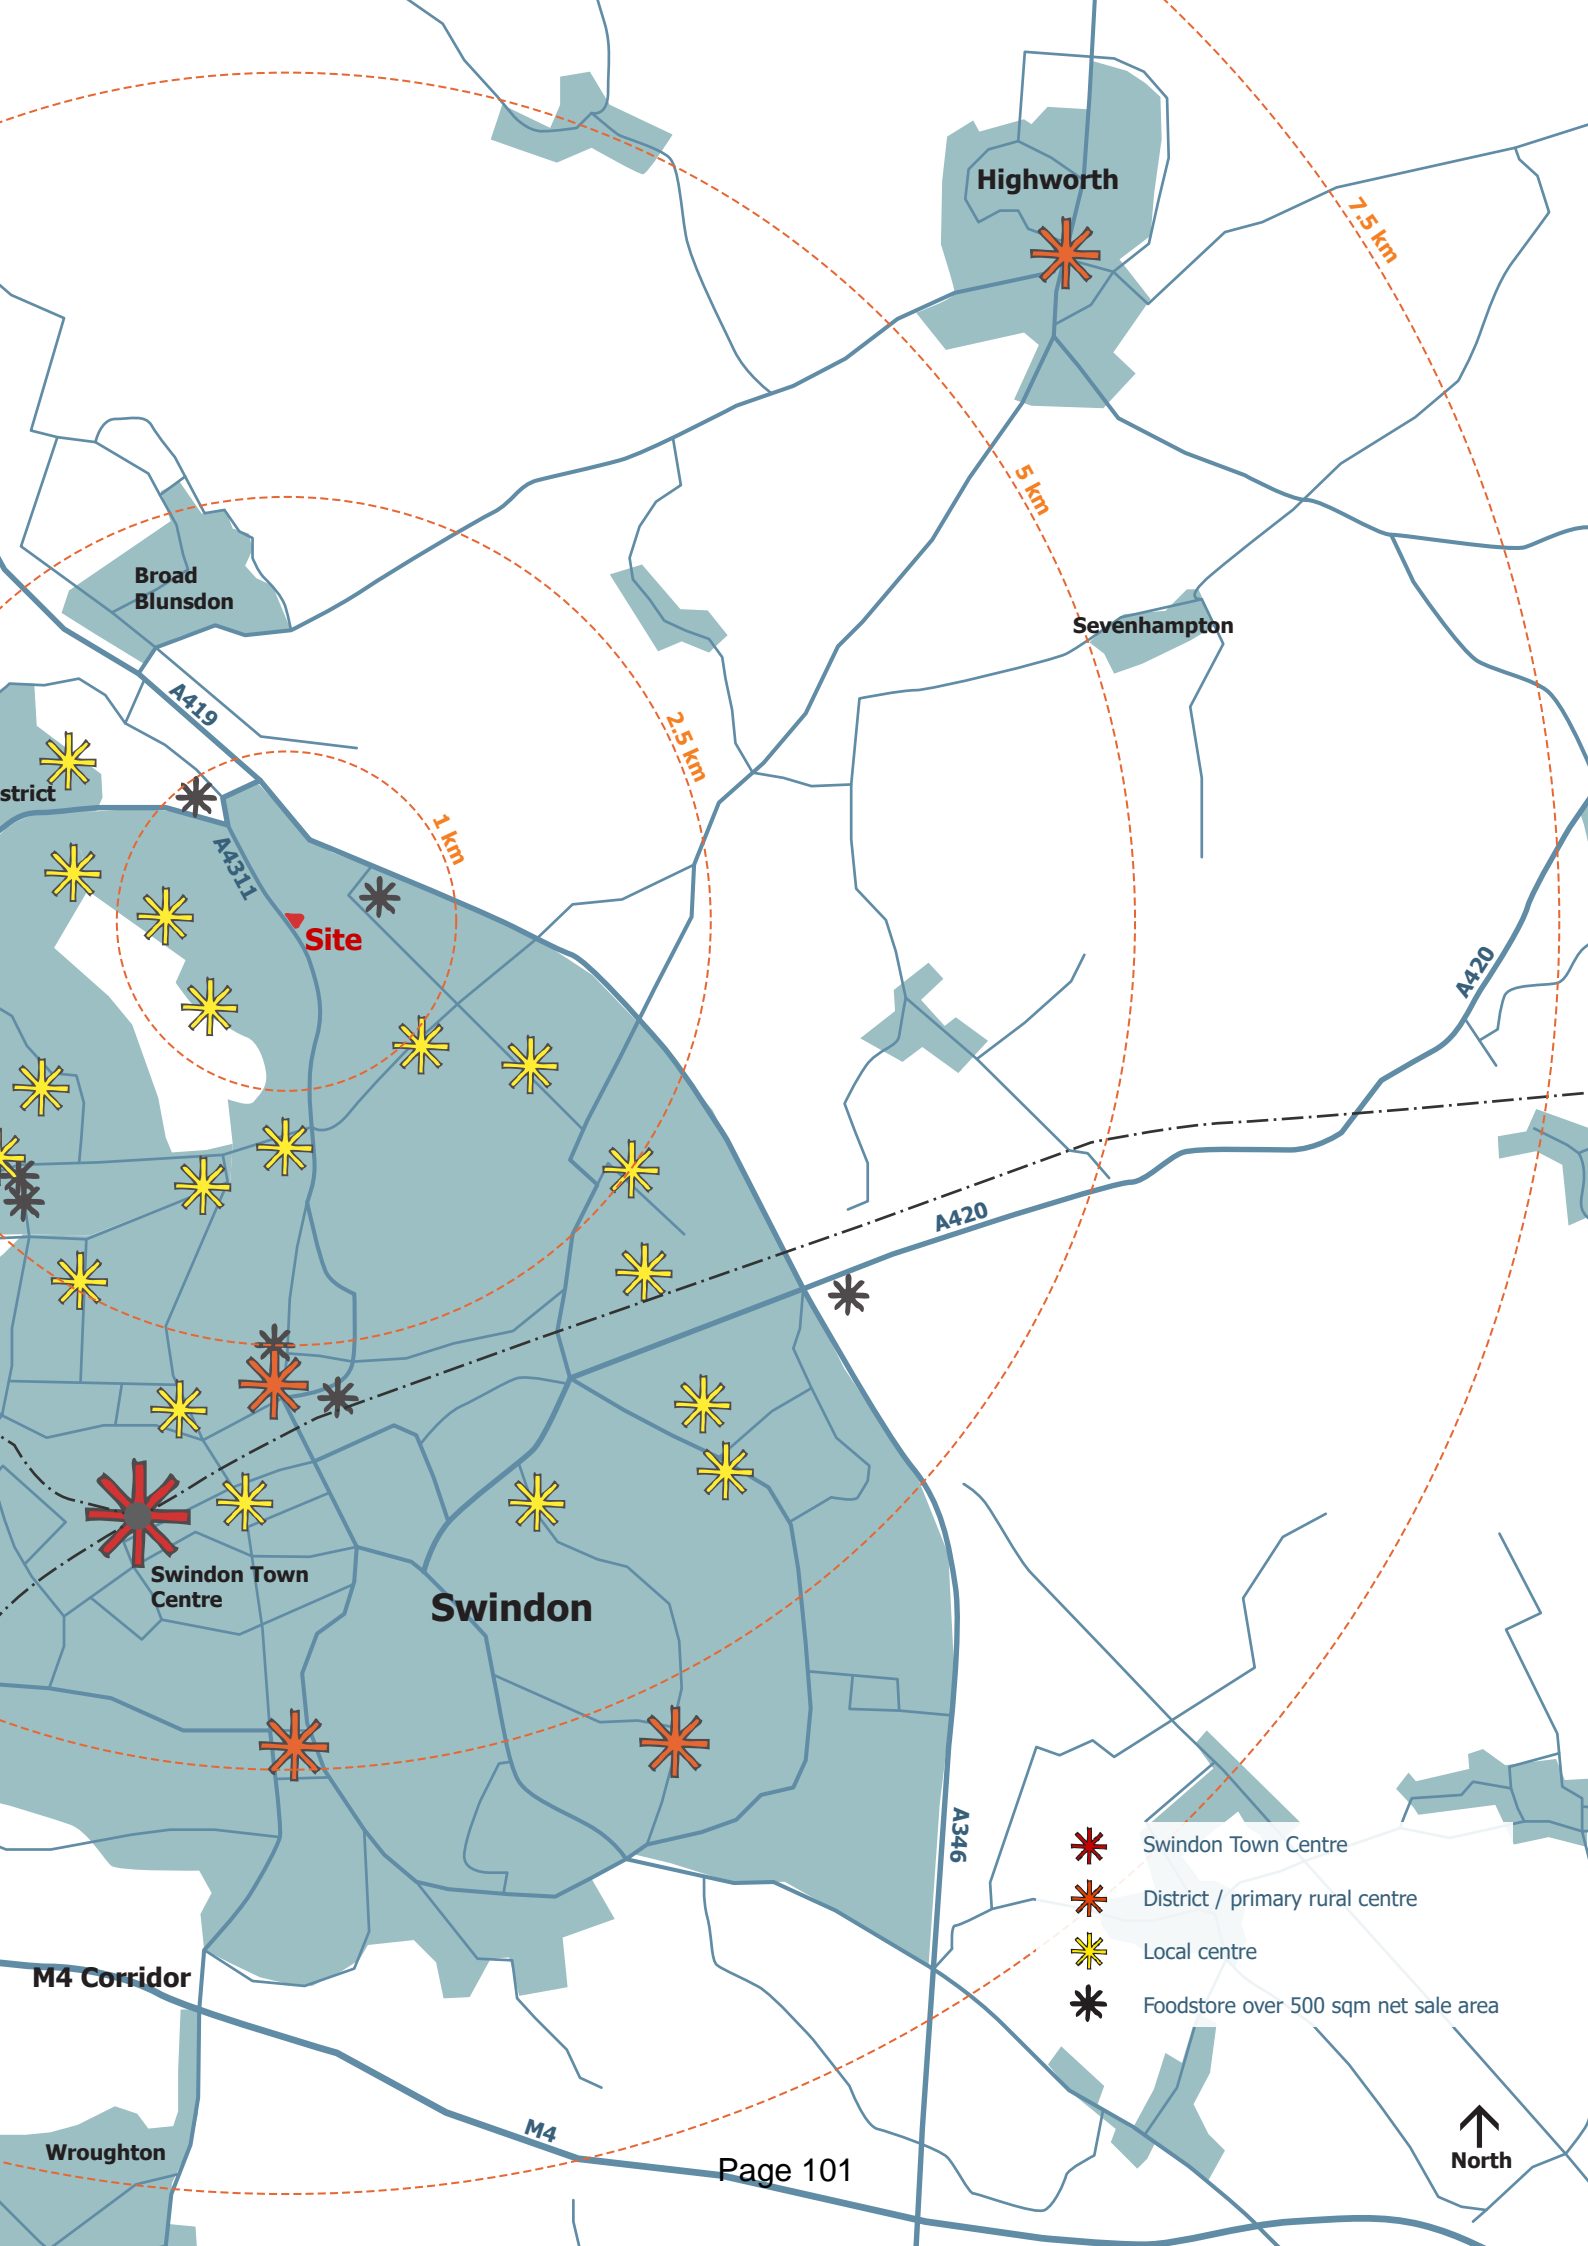 Highworth
7.5 km
5 km
Broad
Blunsdon
Sevenhampton
A419
2.5 km
strict
1 km
A4311
Site
A420
A420
Swindon Town
Centre
Swindon
A346
Swindon Town Centre
District / primary rural centre
Local centre
Foodstore over 500 sqm net sale area
M4 Corridor
M4
Wroughton
North
Page 101